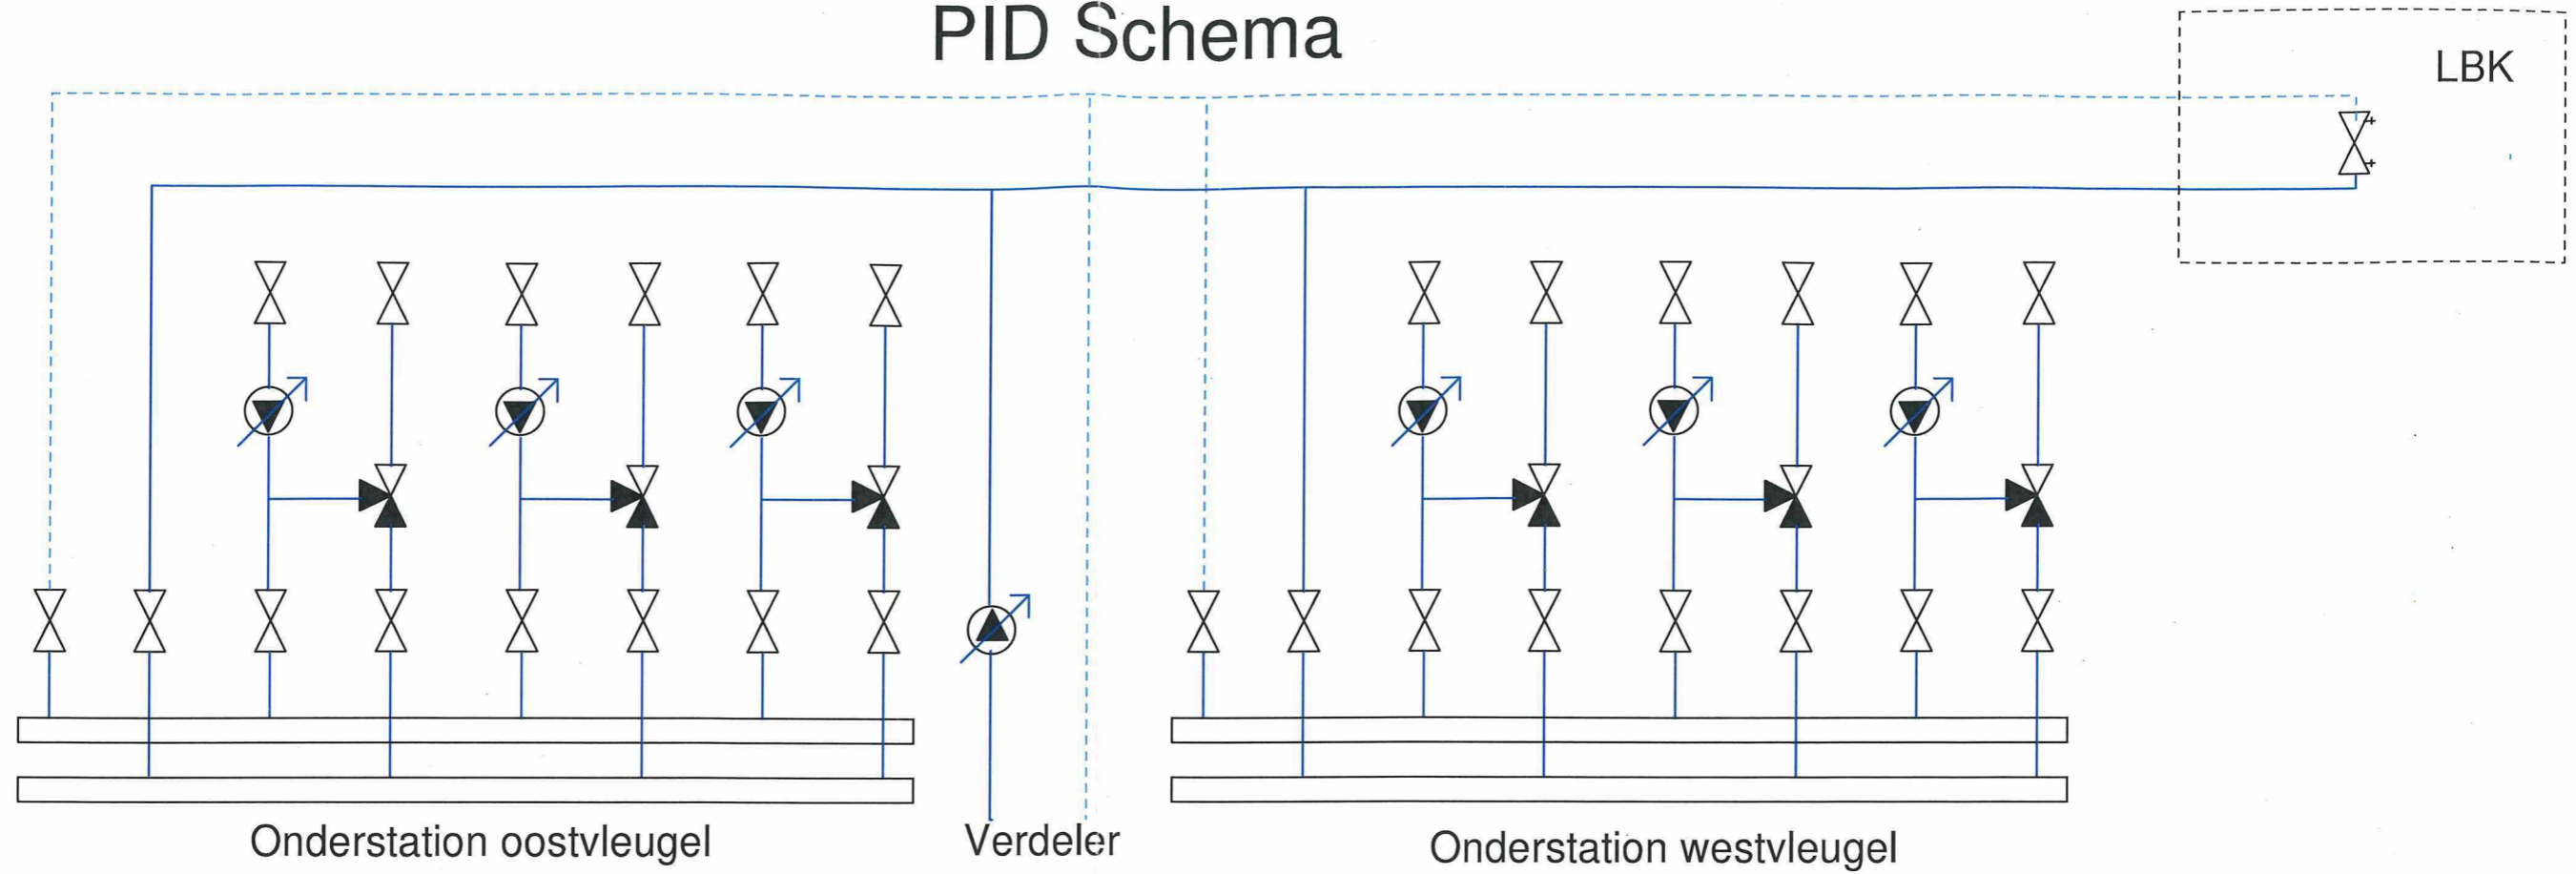 PID Schema
LBK
Onderstation oostvleugel
Verdeler
Onderstation westvleugel